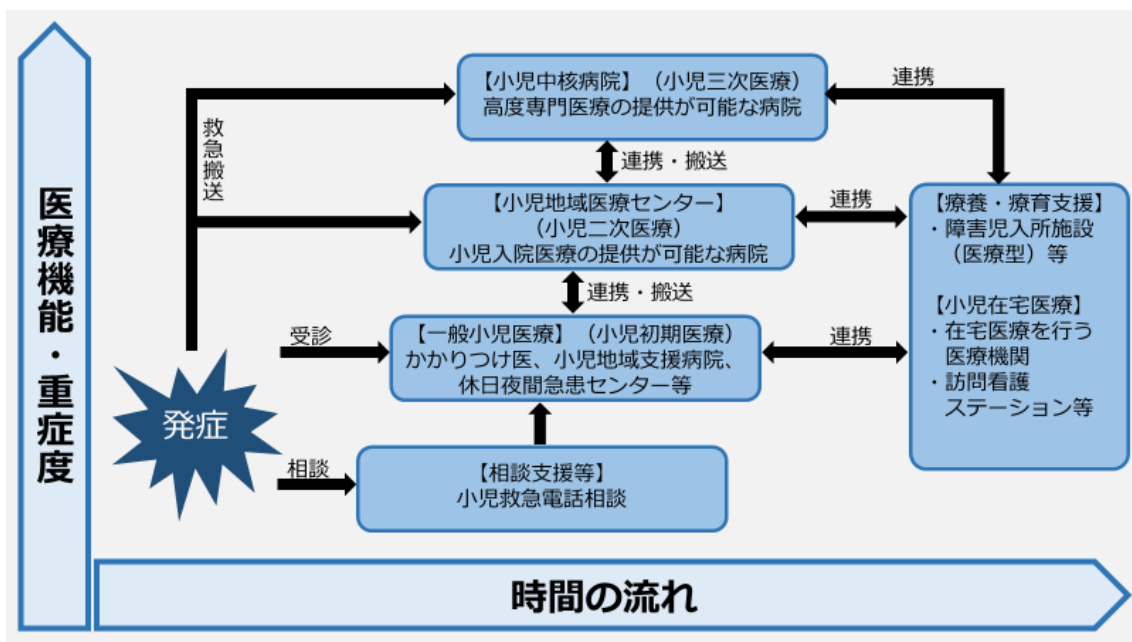 【小児中核病院】（小児三次医療）
高度専門医療の提供が可能な病院
連携
救急搬送
連携・搬送
【小児地域医療センター】
（小児二次医療）
小児入院医療の提供が可能な病院
連携
【療養・療育支援】
・障害児入所施設
（医療型）等
【小児在宅医療】
・在宅医療を行う
医療機関
・訪問看護
ステーション等
連携・搬送
受診
【一般小児医療】（小児初期医療）
かかりつけ医、小児地域支援病院、
休日夜間急患センター等
連携
発症
相談
【相談支援等】
小児救急電話相談
医療機能・重症度
時間の流れ